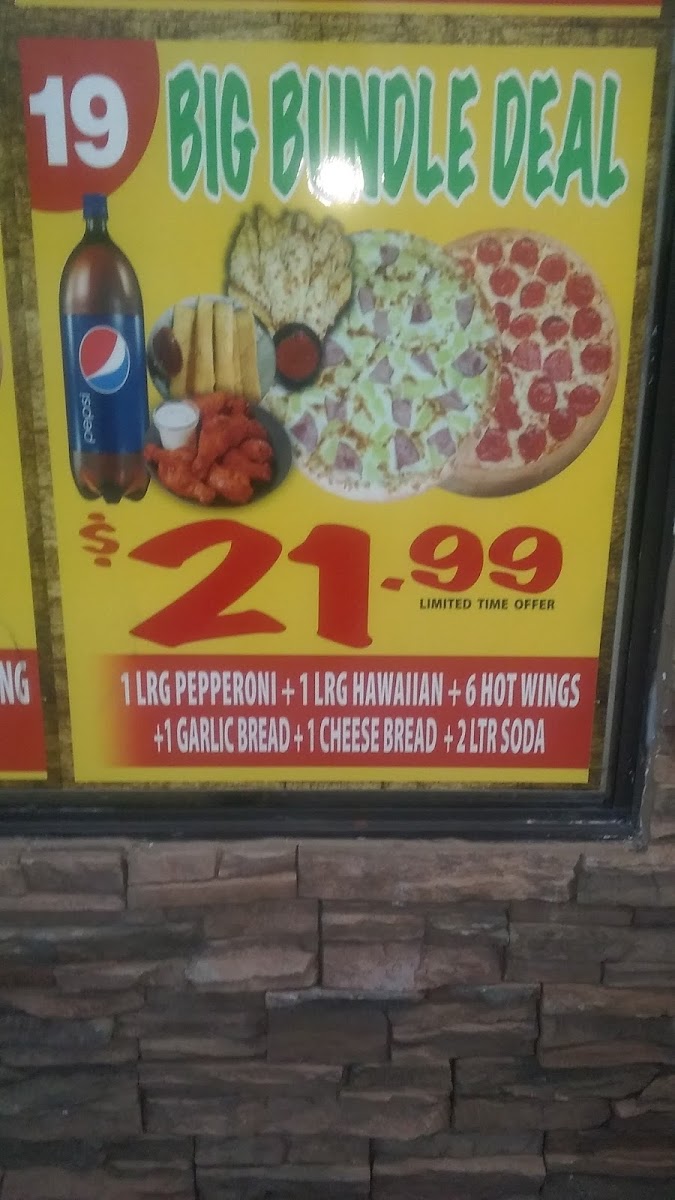 19
BIG BUNDLE DEAL
pepsi
$21.99
LIMITED TIME OFFER
NG
1 LRG PEPPERONI + 1 LRG HAWAIIAN + 6 HOT WINGS
+1 GARLIC BREAD + 1 CHEESE BREAD + 2 LTR SODA